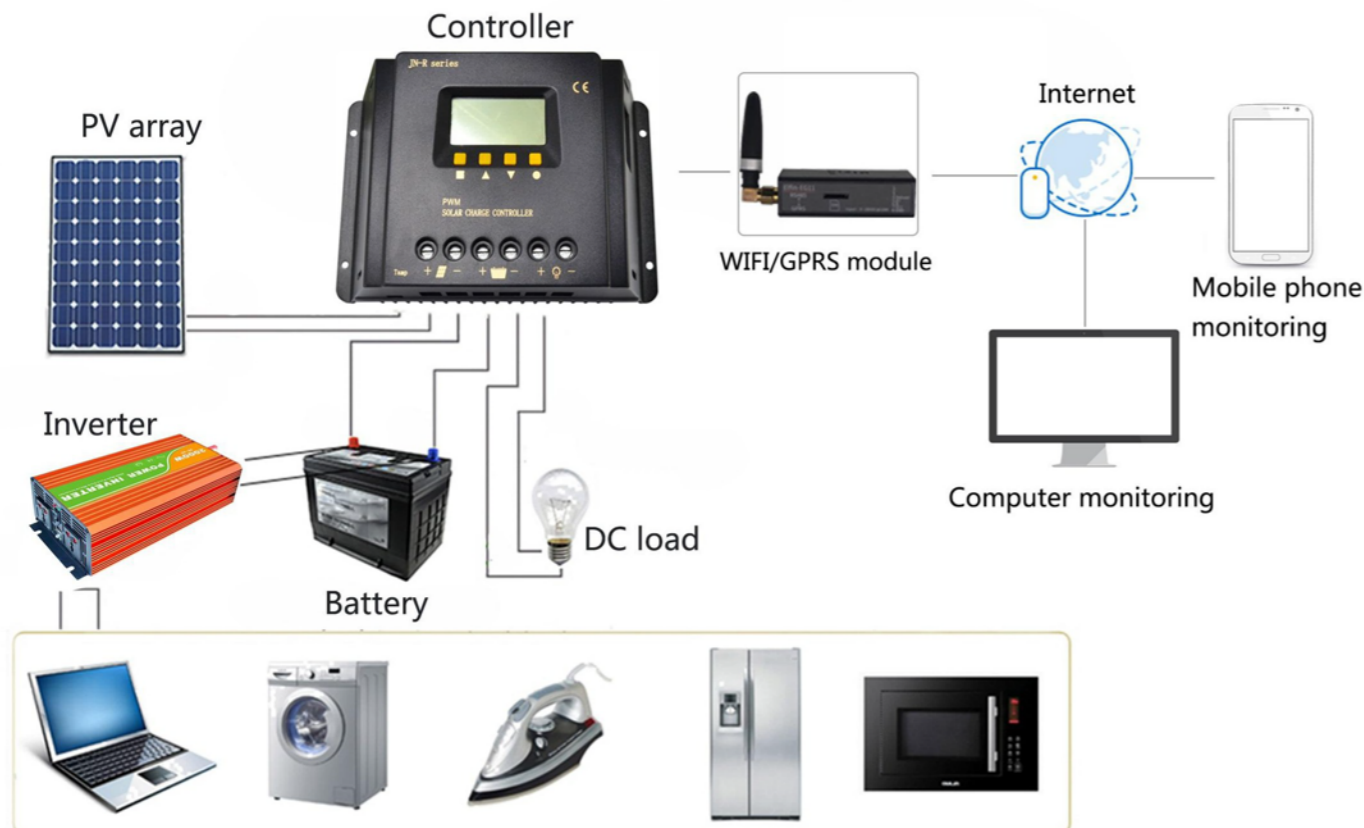 Controller
JN-R series
CE
PV array
PWM
SOLAR CHARGE CONTROLLER
Temp + - + - + -
WIFI/GPRS module
Internet
Mobile phone
monitoring
Computer monitoring
Inverter
POWER INVERTER
Battery
DC load